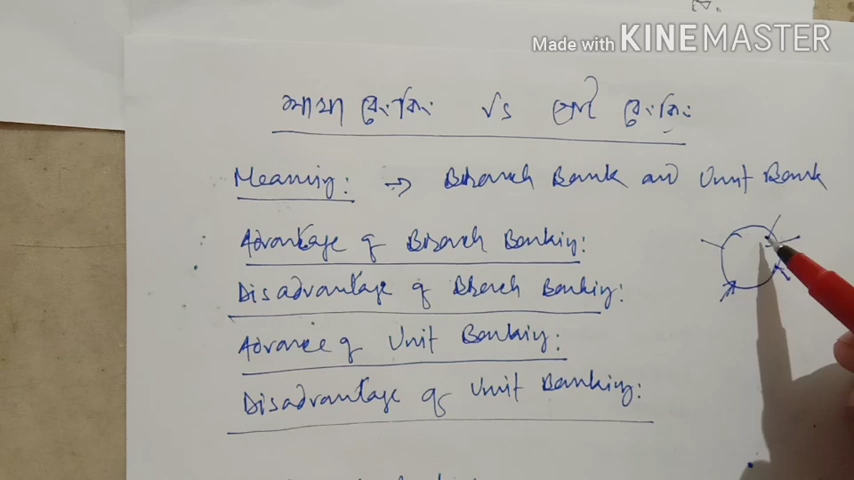 Made with KINEMASTER
শাখা বেংকিং vs গোট বেংকিং
Meaning: → Branch Bank and Unit Bank
Advantage of Branch Banking:
Disadvantage of Branch Banking:
Advance of Unit Banking:
Disadvantage of Unit Banking: